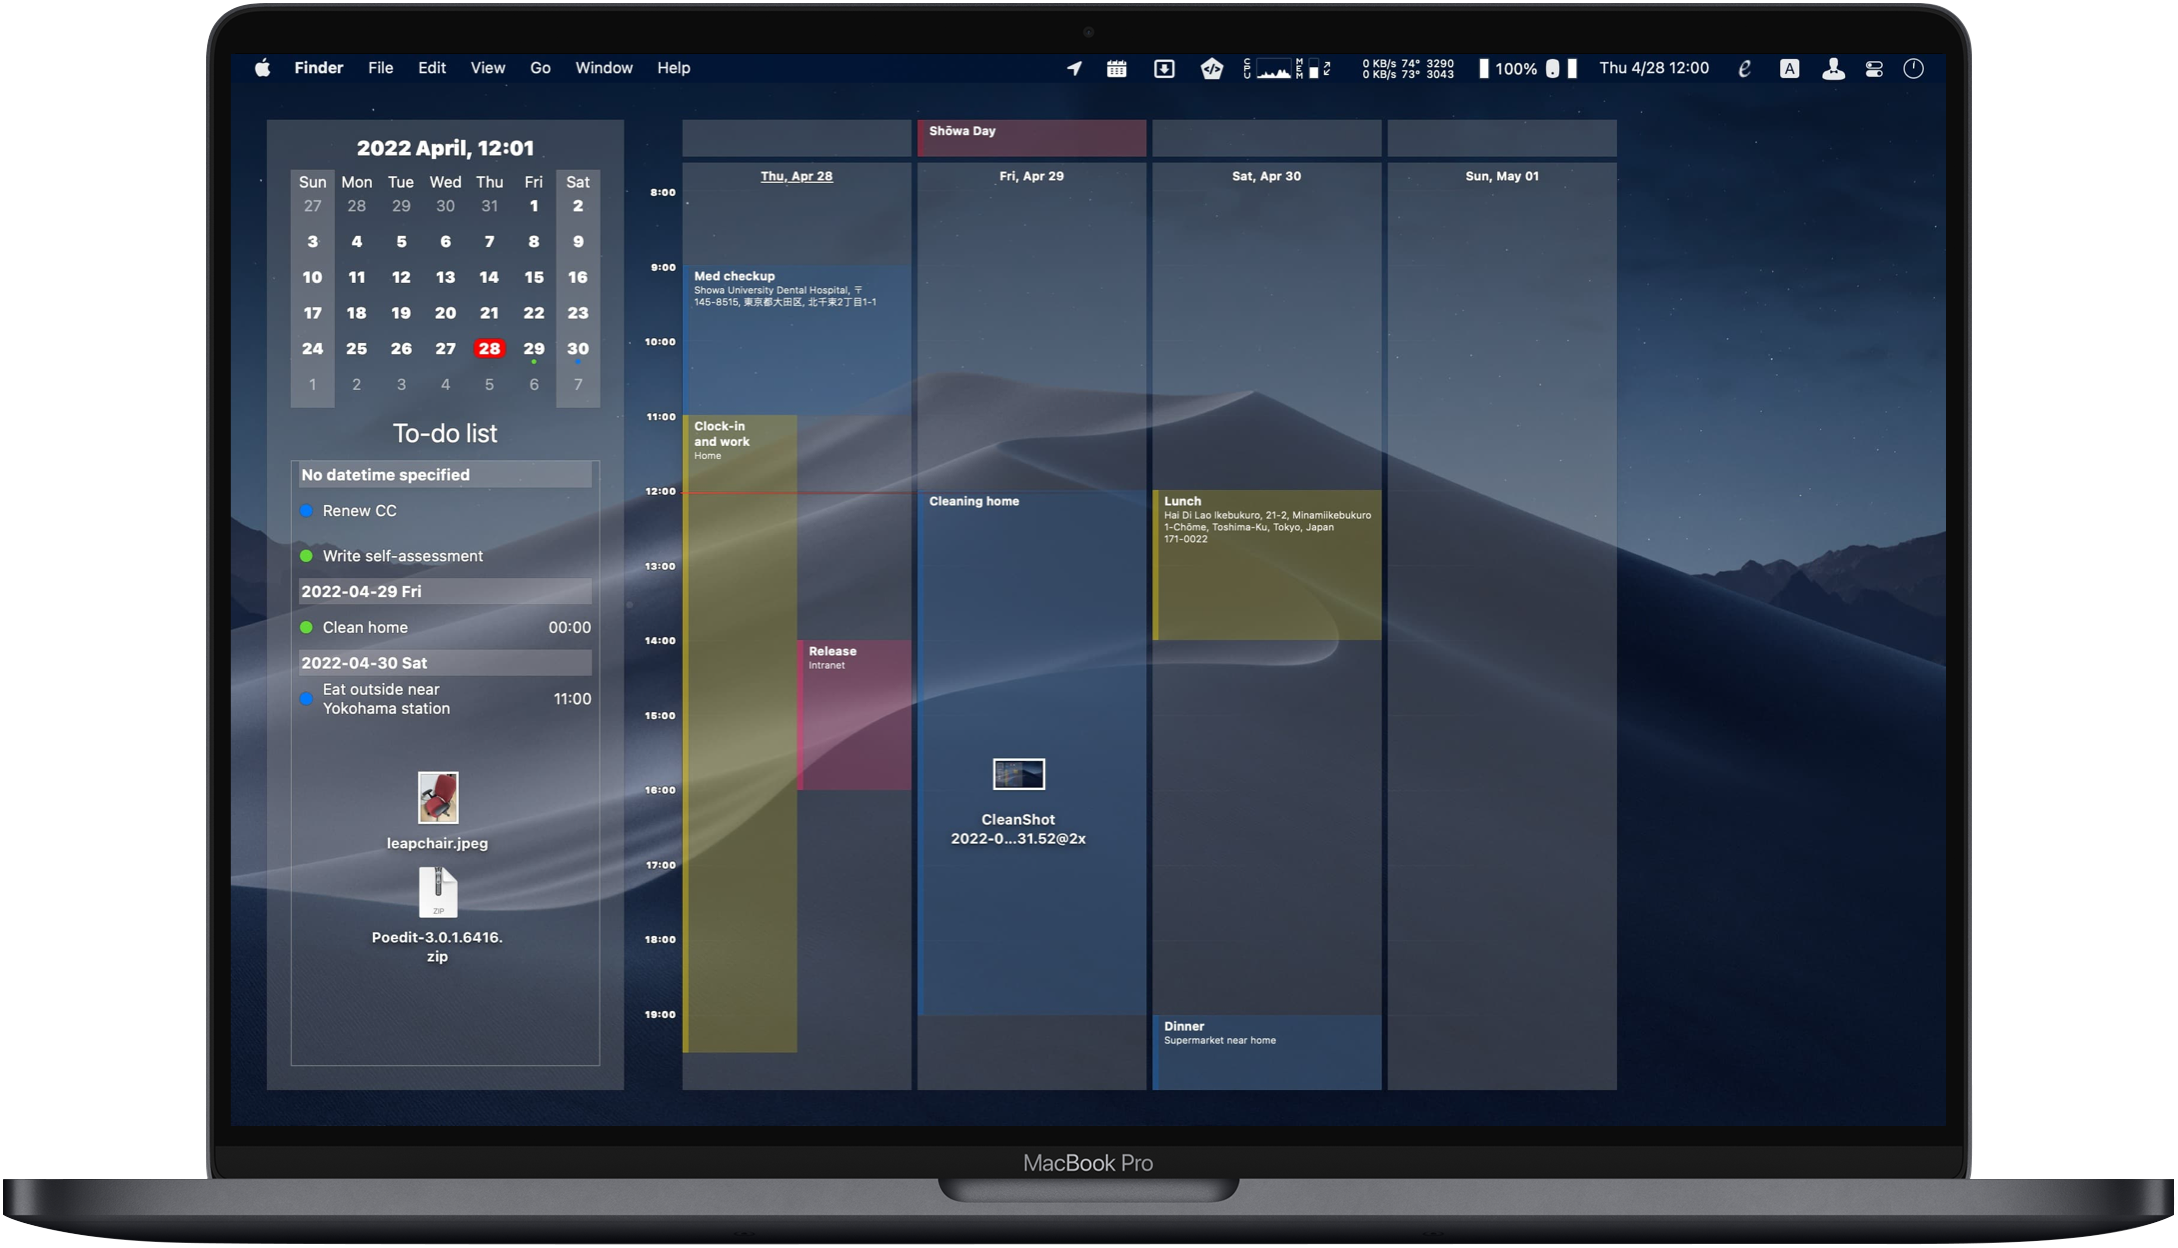 Finder File Edit View Go Window Help
CPU MEM 0 KB/s 74° 3290
0 KB/s 73° 3043
100% Thu 4/28 12:00 A
2022 April, 12:01
Sun Mon Tue Wed Thu Fri Sat
27 28 29 30 31 1 2
3 4 5 6 7 8 9
10 11 12 13 14 15 16
17 18 19 20 21 22 23
24 25 26 27 28 29 30
1 2 3 4 5 6 7
To-do list
No datetime specified
Renew CC
Write self-assessment
2022-04-29 Fri
Clean home 00:00
2022-04-30 Sat
Eat outside near
Yokohama station
11:00
leapchair.jpeg
ZIP
Poedit-3.0.1.6416.
zip
8:00
9:00
10:00
11:00
12:00
13:00
14:00
15:00
16:00
17:00
18:00
19:00
Thu, Apr 28
Med checkup
Showa University Dental Hospital, 〒
145-8515, 東京都大田区, 北千束2丁目1-1
Clock-in
and work
Home
Release
Intranet
Shōwa Day
Fri, Apr 29
Cleaning home
CleanShot
2022-0...31.52@2x
Sat, Apr 30
Lunch
Hai Di Lao Ikebukuro, 21-2, Minamiikebukuro
1-Chōme, Toshima-Ku, Tokyo, Japan
171-0022
Dinner
Supermarket near home
Sun, May 01
MacBook Pro